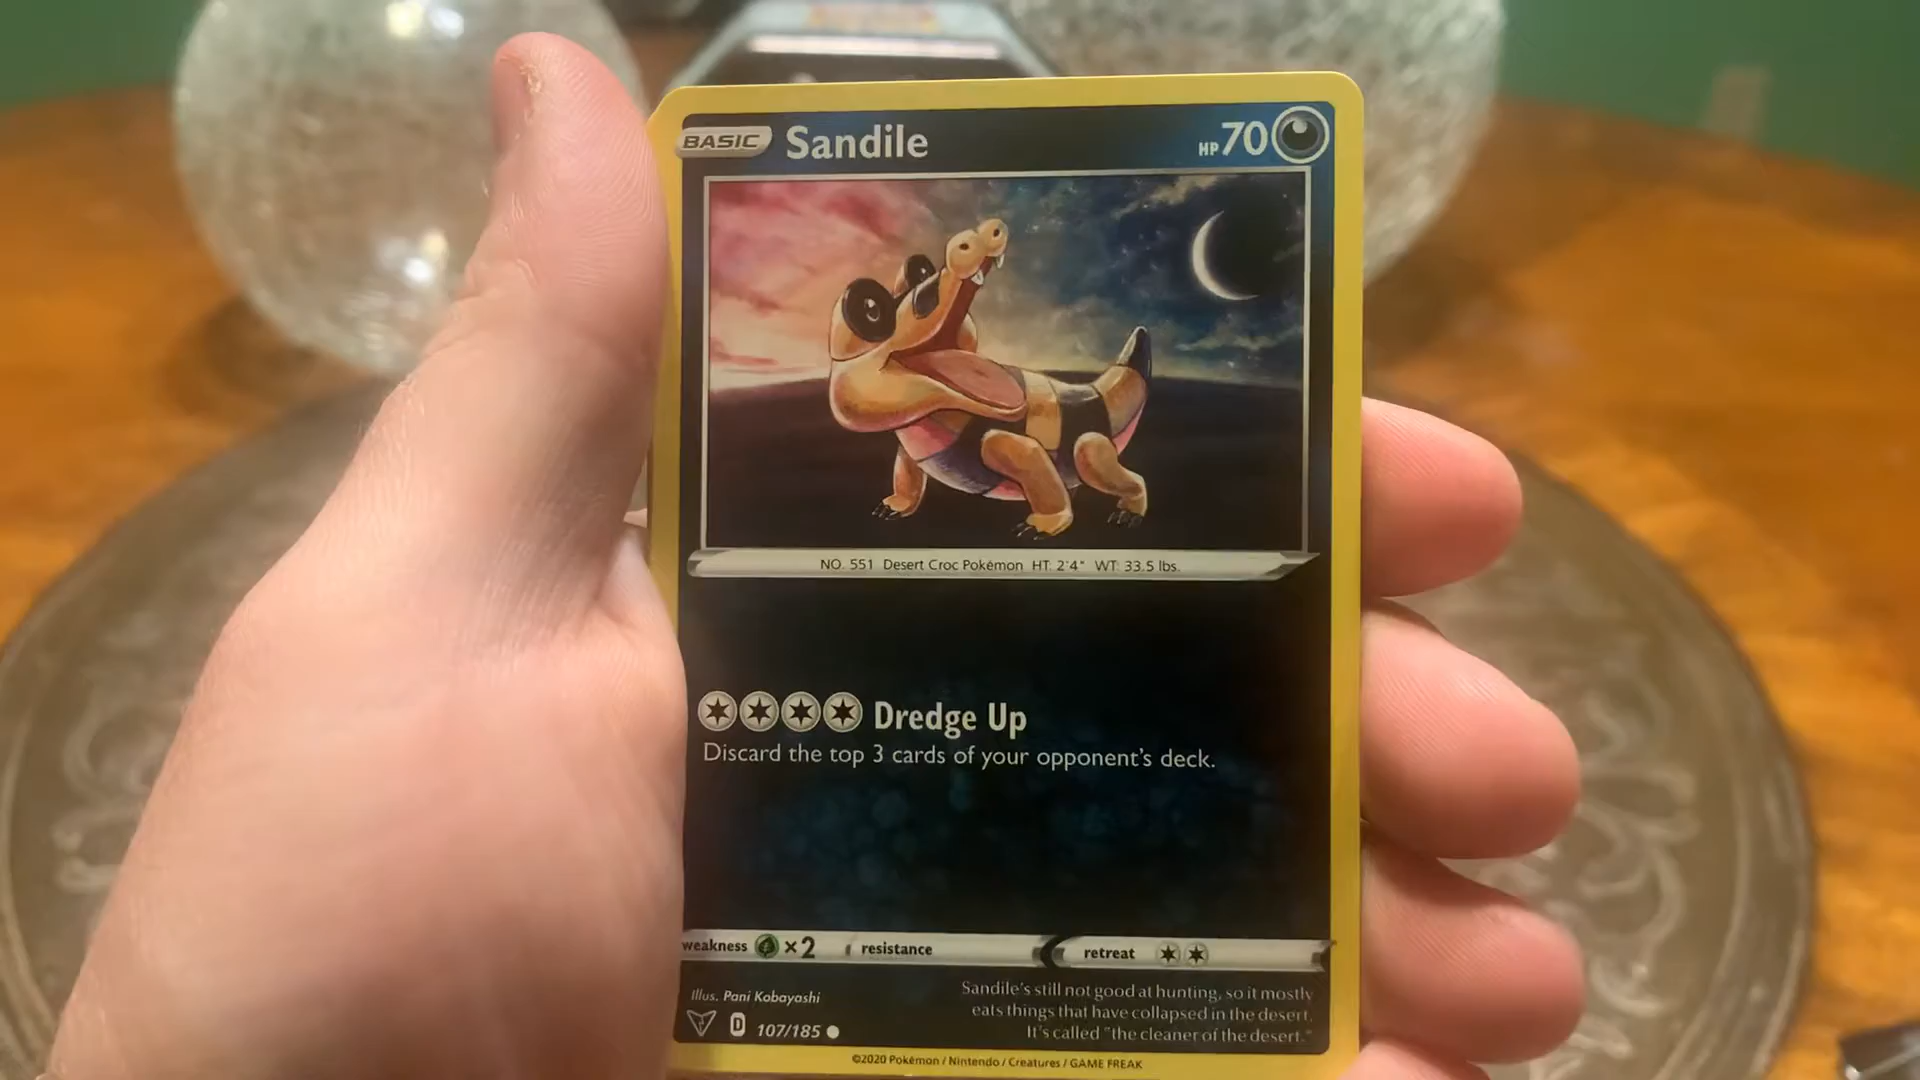 BASIC Sandile HP 70
NO. 551 Desert Croc Pokémon HT: 2'4" WT: 33.5 lbs.
Dredge Up
Discard the top 3 cards of your opponent's deck.
weakness ×2 resistance retreat
Illus. Pani Kobayashi
Sandile's still not good at hunting, so it mostly
eats things that have collapsed in the desert.
It's called "the cleaner of the desert."
D 107/185
©2020 Pokémon / Nintendo / Creatures / GAME FREAK